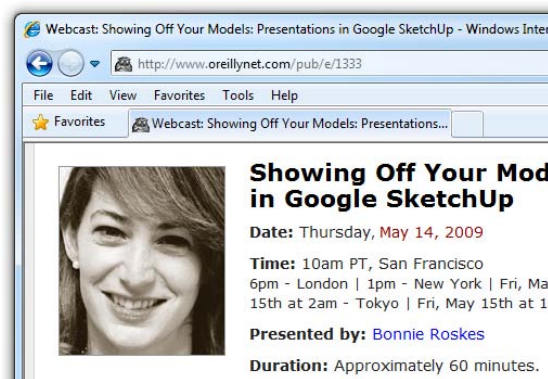 Webcast: Showing Off Your Models: Presentations in Google SketchUp - Windows Inter
http://www.oreillynet.com/pub/e/1333
File Edit View Favorites Tools Help
Favorites Webcast: Showing Off Your Models: Presentations...
Showing Off Your Mod
in Google SketchUp
Date: Thursday, May 14, 2009
Time: 10am PT, San Francisco
6pm - London | 1pm - New York | Fri, Ma
15th at 2am - Tokyo | Fri, May 15th at 1
Presented by: Bonnie Roskes
Duration: Approximately 60 minutes.